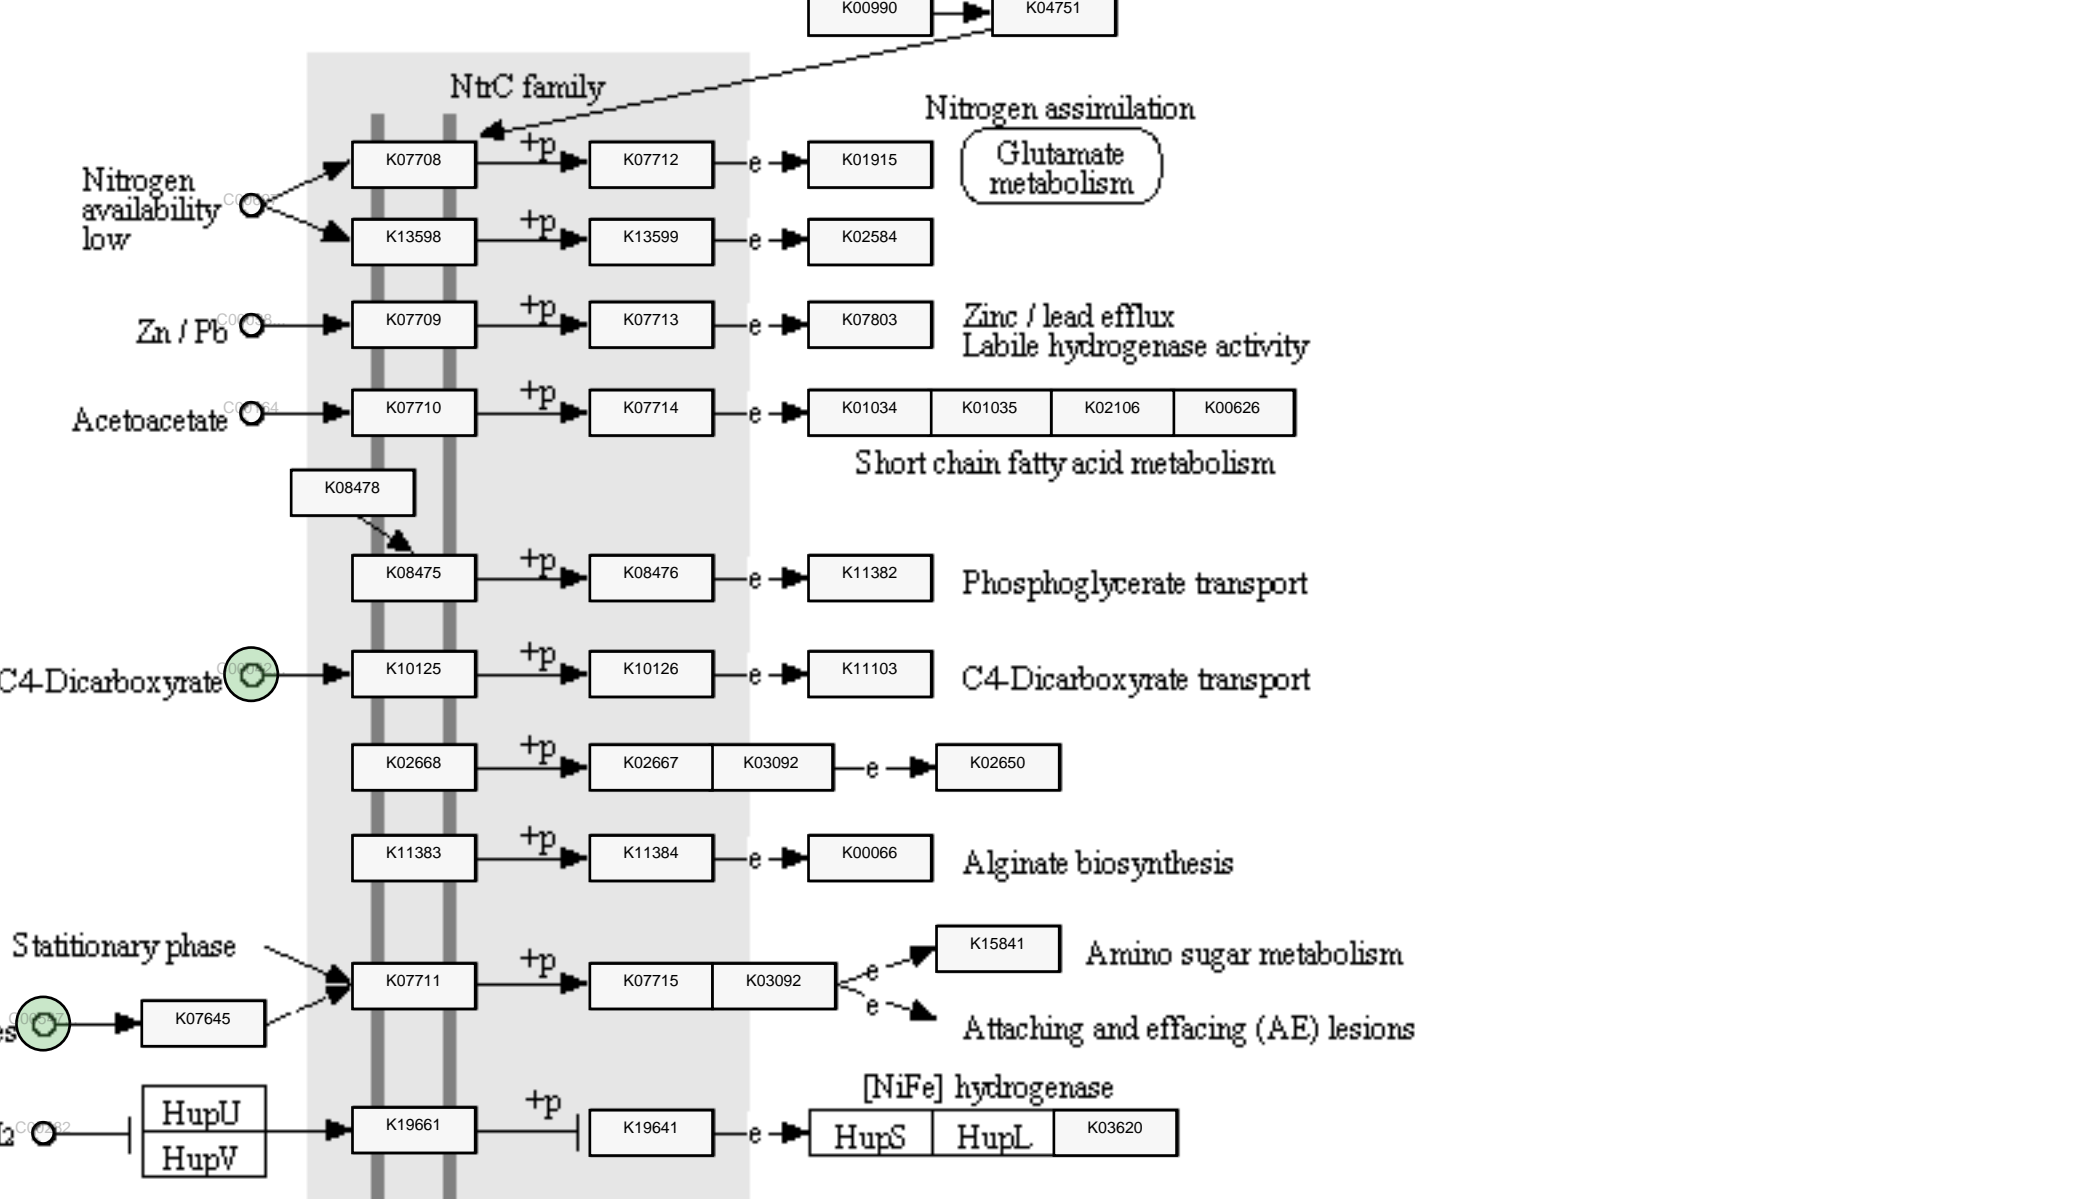 K00990 K04751
NtrC family
Nitrogen assimilation
+p
K07708 K07712 e K01915
Glutamate
metabolism
Nitrogen
availability
low
+p
K13598 K13599 e K02584
+p
Zn / Pb K07709 K07713 e K07803
Zinc / lead efflux
Labile hydrogenase activity
+p
Acetoacetate K07710 K07714 e K01034 K01035 K02106 K00626
Short chain fatty acid metabolism
K08478
+p
K08475 K08476 e K11382 Phosphoglycerate transport
+p
C4-Dicarboxyrate K10125 K10126 e K11103 C4-Dicarboxyrate transport
+p
K02668 K02667 K03092 e K02650
+p
K11383 K11384 e K00066 Alginate biosynthesis
Statitionary phase
K15841 Amino sugar metabolism
+p
K07711 K07715 K03092 e
e
K07645
Attaching and effacing (AE) lesions
[NiFe] hydrogenase
+p
HupU
HupV
K19661 K19641 e HupS HupL K03620